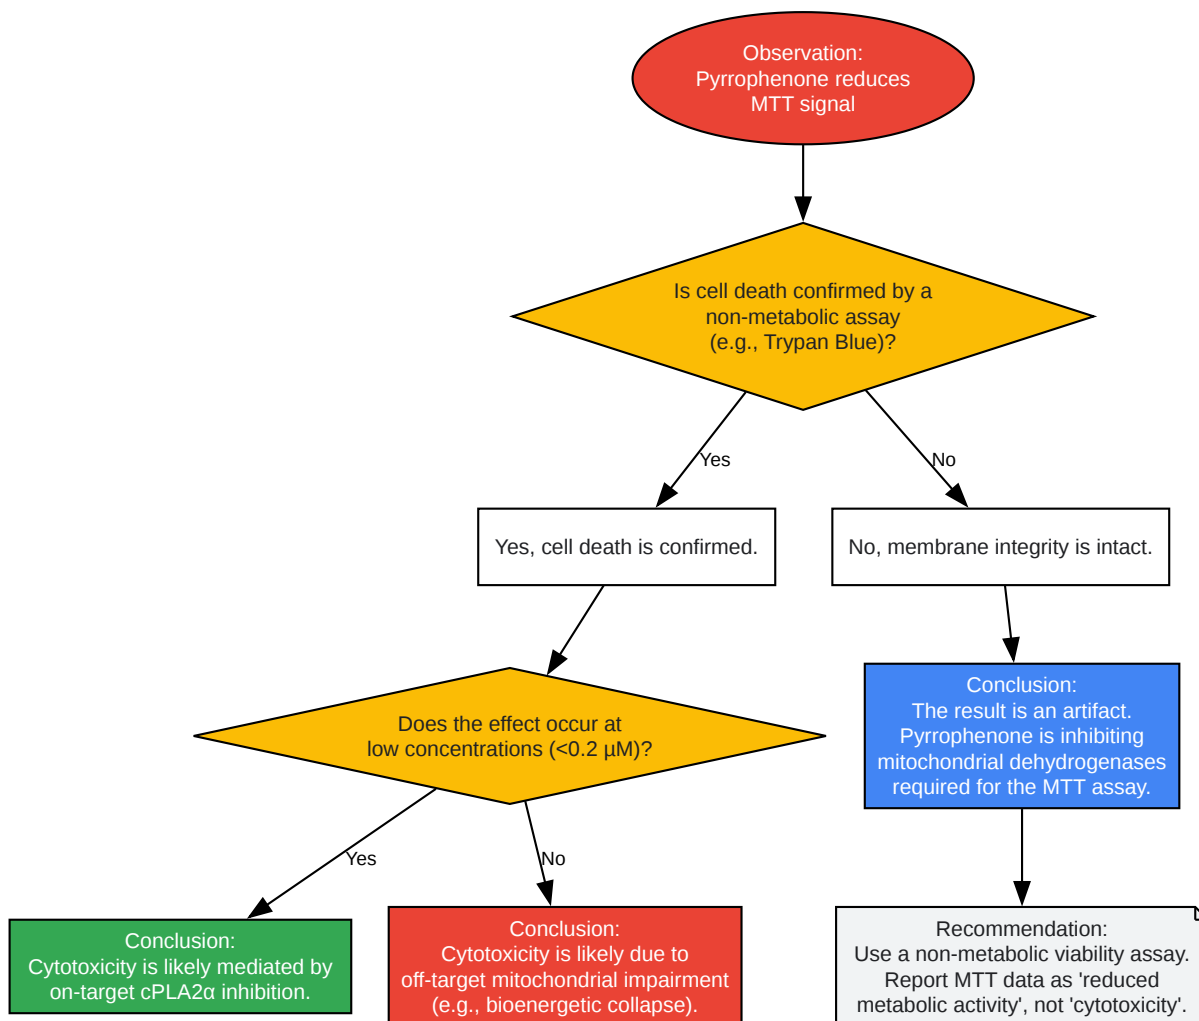 Observation:
Pyrrophenone reduces
MTT signal
Is cell death confirmed by a
non-metabolic assay
(e.g., Trypan Blue)?
Yes
No
Yes, cell death is confirmed.
No, membrane integrity is intact.
Does the effect occur at
low concentrations (<0.2 µM)?
Conclusion:
The result is an artifact.
Pyrrophenone is inhibiting
mitochondrial dehydrogenases
required for the MTT assay.
Yes
No
Conclusion:
Cytotoxicity is likely mediated by
on-target cPLA2α inhibition.
Conclusion:
Cytotoxicity is likely due to
off-target mitochondrial impairment
(e.g., bioenergetic collapse).
Recommendation:
Use a non-metabolic viability assay.
Report MTT data as 'reduced
metabolic activity', not 'cytotoxicity'.